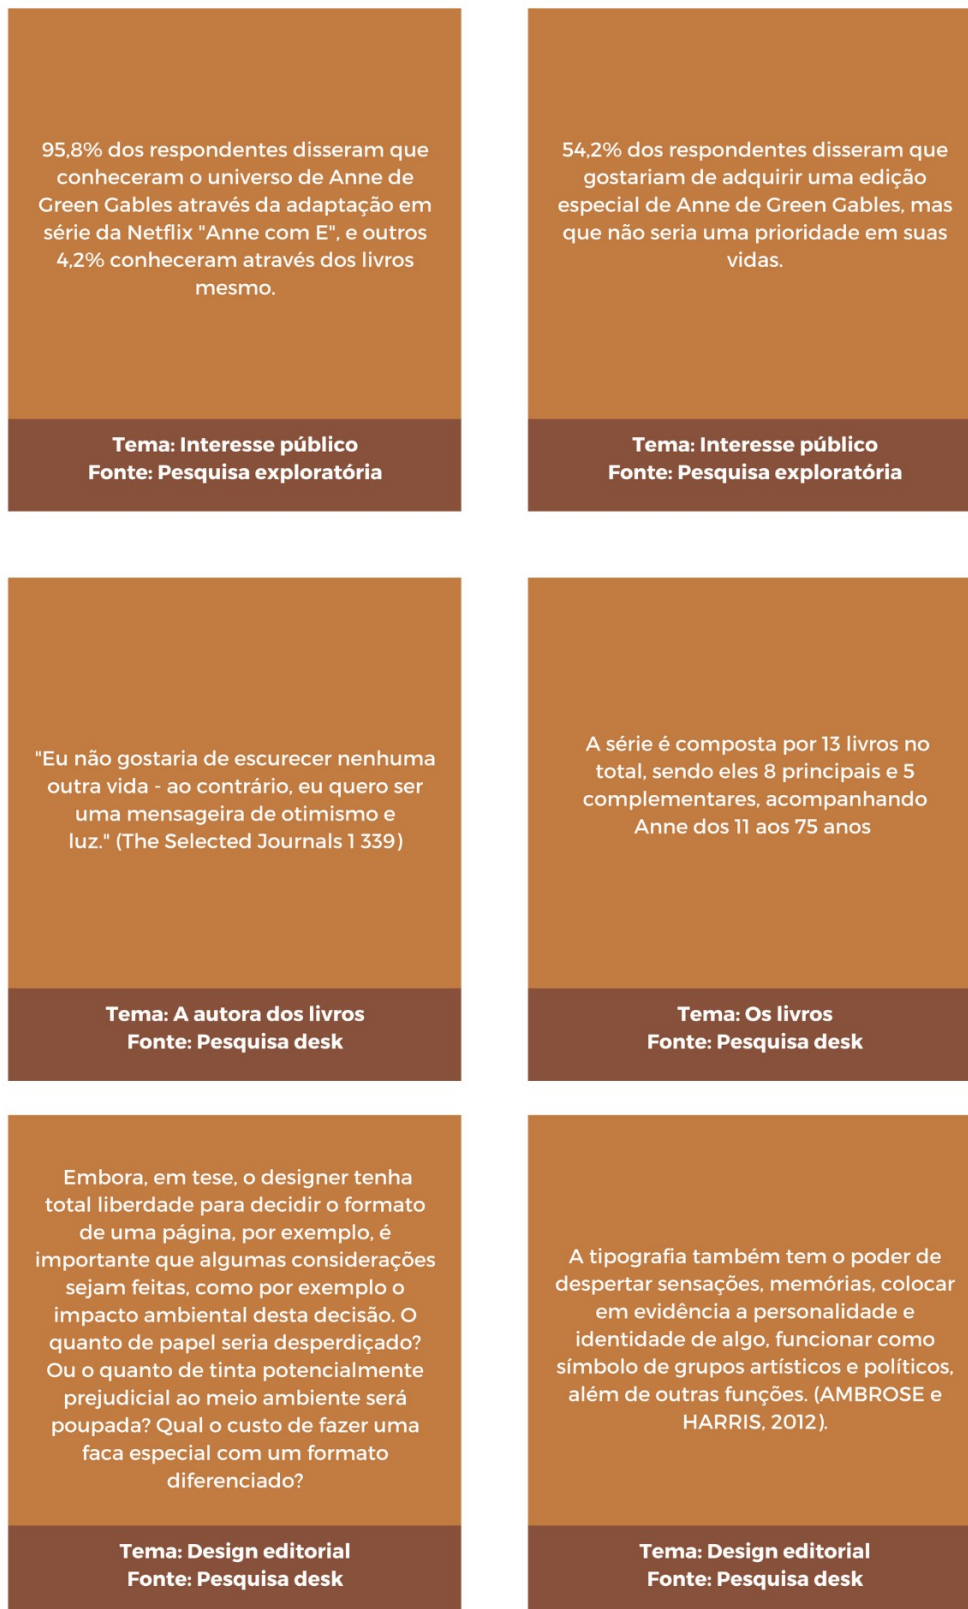 95,8% dos respondentes disseram que
conheceram o universo de Anne de
Green Gables através da adaptação em
série da Netflix "Anne com E", e outros
4,2% conheceram através dos livros
mesmo.
Tema: Interesse público
Fonte: Pesquisa exploratória
54,2% dos respondentes disseram que
gostariam de adquirir uma edição
especial de Anne de Green Gables, mas
que não seria uma prioridade em suas
vidas.
Tema: Interesse público
Fonte: Pesquisa exploratória
"Eu não gostaria de escurecer nenhuma
outra vida - ao contrário, eu quero ser
uma mensageira de otimismo e
luz." (The Selected Journals 1 339)
Tema: A autora dos livros
Fonte: Pesquisa desk
A série é composta por 13 livros no
total, sendo eles 8 principais e 5
complementares, acompanhando
Anne dos 11 aos 75 anos
Tema: Os livros
Fonte: Pesquisa desk
Embora, em tese, o designer tenha
total liberdade para decidir o formato
de uma página, por exemplo, é
importante que algumas considerações
sejam feitas, como por exemplo o
impacto ambiental desta decisão. O
quanto de papel seria desperdiçado?
Ou o quanto de tinta potencialmente
prejudicial ao meio ambiente será
poupada? Qual o custo de fazer uma
faca especial com um formato
diferenciado?
Tema: Design editorial
Fonte: Pesquisa desk
A tipografia também tem o poder de
despertar sensações, memórias, colocar
em evidência a personalidade e
identidade de algo, funcionar como
símbolo de grupos artísticos e políticos,
além de outras funções. (AMBROSE e
HARRIS, 2012).
Tema: Design editorial
Fonte: Pesquisa desk